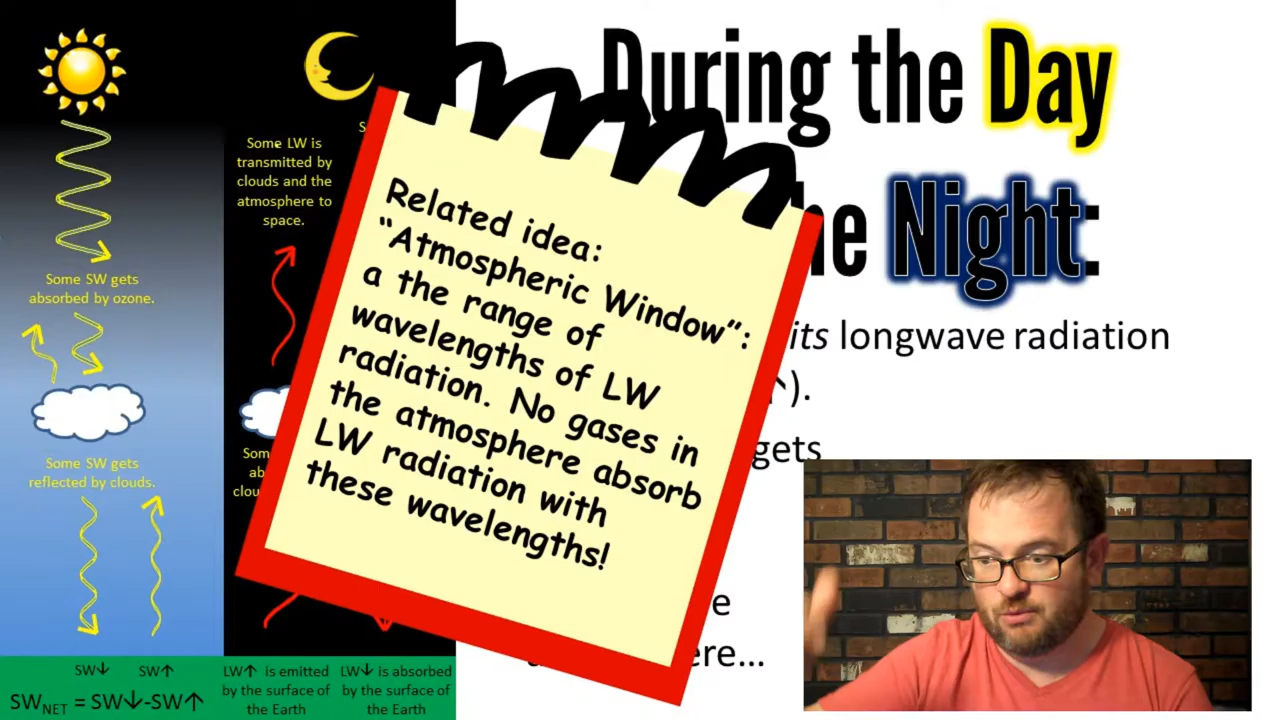 During the Day
Night:
Some LW is
transmitted by
clouds and the
atmosphere to
space.
Some SW gets
absorbed by ozone.
Some SW gets
reflected by clouds.
SW↓ SW↑
SWNET = SW↓-SW↑
LW↑ is emitted
by the surface of
the Earth
LW↓ is absorbed
by the surface of
the Earth
Related idea:
“Atmospheric Window”:
a the range of
wavelengths of LW
radiation. No gases in
the atmosphere absorb
LW radiation with
these wavelengths!
longwave radiation
↑).
gets